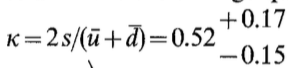 κ = 2s/(ū + d̄) = 0.52 +0.17 −0.15